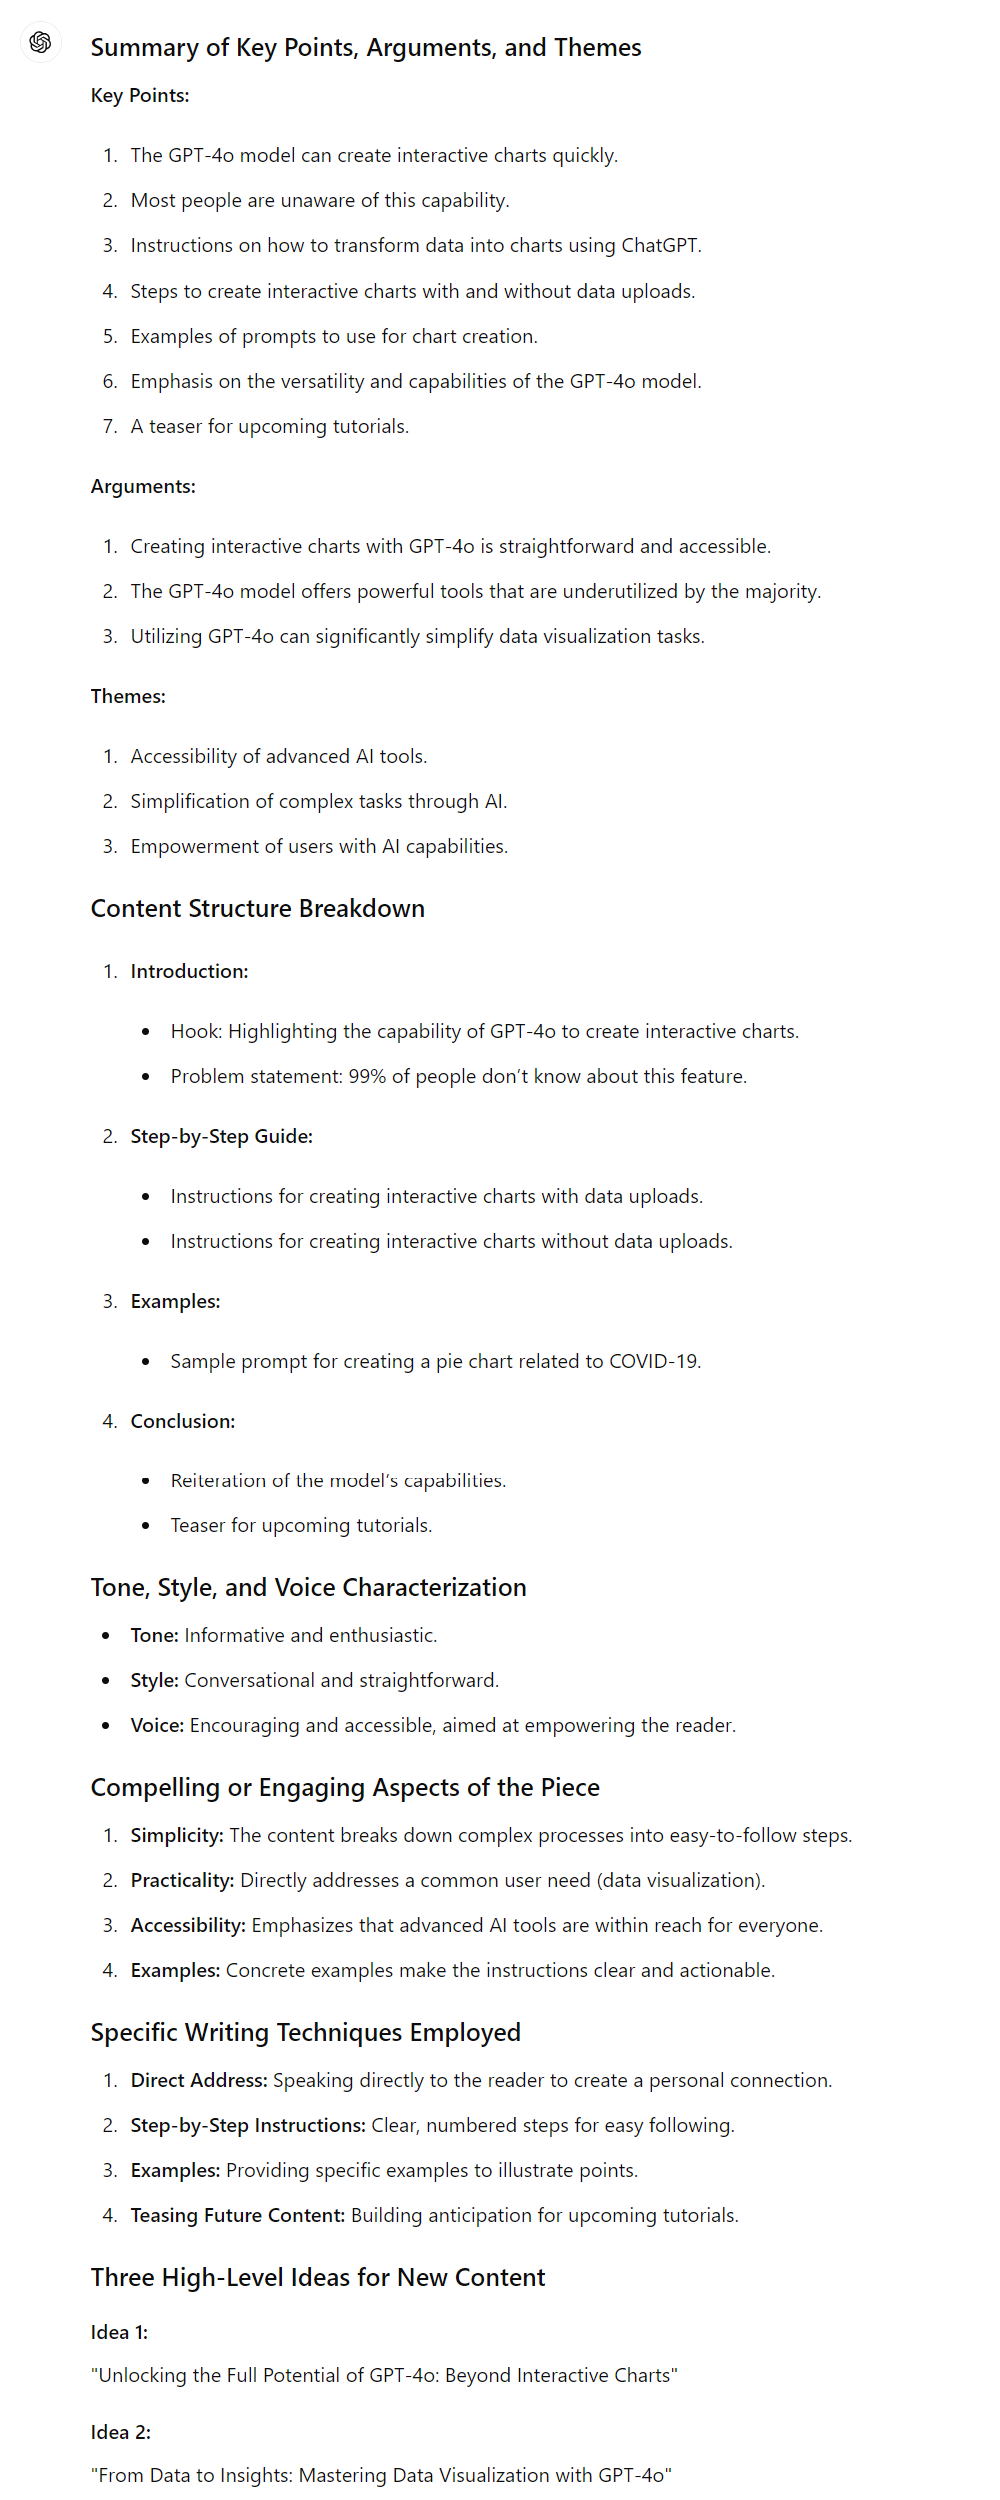 Summary of Key Points, Arguments, and Themes
Key Points:
1. The GPT-4o model can create interactive charts quickly.
2. Most people are unaware of this capability.
3. Instructions on how to transform data into charts using ChatGPT.
4. Steps to create interactive charts with and without data uploads.
5. Examples of prompts to use for chart creation.
6. Emphasis on the versatility and capabilities of the GPT-4o model.
7. A teaser for upcoming tutorials.
Arguments:
1. Creating interactive charts with GPT-4o is straightforward and accessible.
2. The GPT-4o model offers powerful tools that are underutilized by the majority.
3. Utilizing GPT-4o can significantly simplify data visualization tasks.
Themes:
1. Accessibility of advanced AI tools.
2. Simplification of complex tasks through AI.
3. Empowerment of users with AI capabilities.
Content Structure Breakdown
1. Introduction:
• Hook: Highlighting the capability of GPT-4o to create interactive charts.
• Problem statement: 99% of people don't know about this feature.
2. Step-by-Step Guide:
• Instructions for creating interactive charts with data uploads.
• Instructions for creating interactive charts without data uploads.
3. Examples:
• Sample prompt for creating a pie chart related to COVID-19.
4. Conclusion:
• Reiteration of the model's capabilities.
• Teaser for upcoming tutorials.
Tone, Style, and Voice Characterization
• Tone: Informative and enthusiastic.
• Style: Conversational and straightforward.
• Voice: Encouraging and accessible, aimed at empowering the reader.
Compelling or Engaging Aspects of the Piece
1. Simplicity: The content breaks down complex processes into easy-to-follow steps.
2. Practicality: Directly addresses a common user need (data visualization).
3. Accessibility: Emphasizes that advanced AI tools are within reach for everyone.
4. Examples: Concrete examples make the instructions clear and actionable.
Specific Writing Techniques Employed
1. Direct Address: Speaking directly to the reader to create a personal connection.
2. Step-by-Step Instructions: Clear, numbered steps for easy following.
3. Examples: Providing specific examples to illustrate points.
4. Teasing Future Content: Building anticipation for upcoming tutorials.
Three High-Level Ideas for New Content
Idea 1:
"Unlocking the Full Potential of GPT-4o: Beyond Interactive Charts"
Idea 2:
"From Data to Insights: Mastering Data Visualization with GPT-4o"